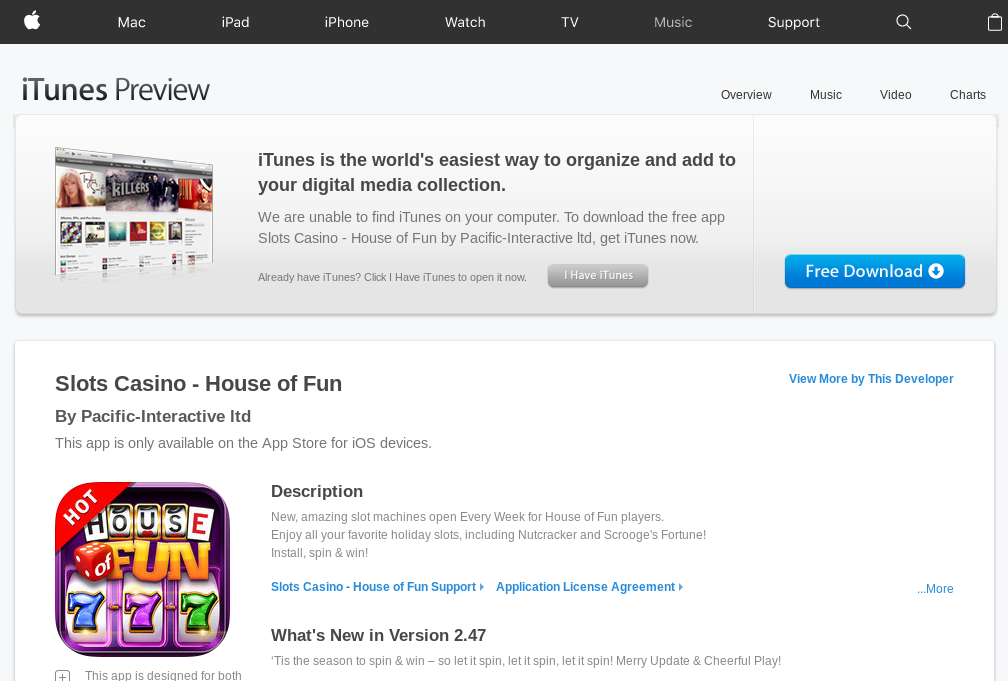 Mac iPad iPhone Watch TV Music Support
iTunes Preview
Overview Music Video Charts
iTunes is the world's easiest way to organize and add to
your digital media collection.
We are unable to find iTunes on your computer. To download the free app
Slots Casino - House of Fun by Pacific-Interactive ltd, get iTunes now.
Already have iTunes? Click I Have iTunes to open it now.
I Have iTunes
Free Download
KILLERS
Slots Casino - House of Fun
View More by This Developer
By Pacific-Interactive ltd
This app is only available on the App Store for iOS devices.
HOT
HOUSE
of
FUN
7-7-7
Description
New, amazing slot machines open Every Week for House of Fun players.
Enjoy all your favorite holiday slots, including Nutcracker and Scrooge's Fortune!
Install, spin & win!
Slots Casino - House of Fun Support Application License Agreement
...More
What's New in Version 2.47
'Tis the season to spin & win – so let it spin, let it spin, let it spin! Merry Update & Cheerful Play!
This app is designed for both